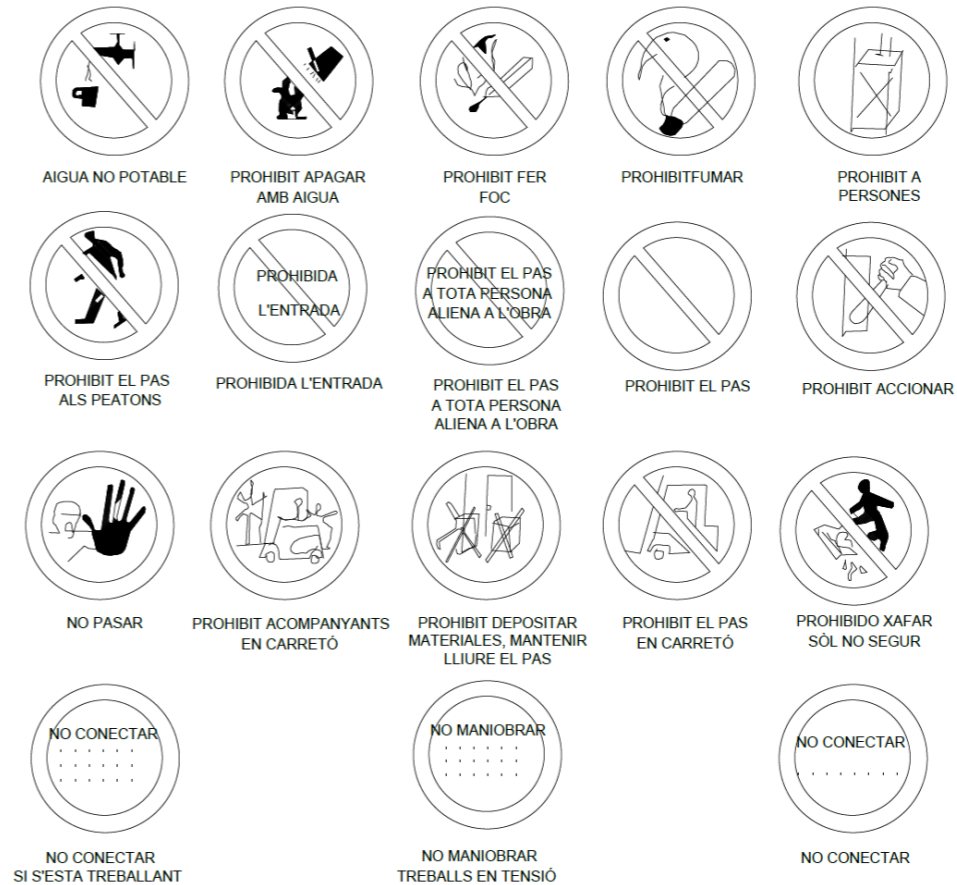 AIGUA NO POTABLE
PROHIBIT APAGAR
AMB AIGUA
PROHIBIT FER
FOC
PROHIBITFUMAR
PROHIBIT A
PERSONES
PROHIBIDA
L'ENTRADA
PROHIBIT EL PAS
A TOTA PERSONA
ALIENA A L'OBRA
PROHIBIT EL PAS
ALS PEATONS
PROHIBIDA L'ENTRADA
PROHIBIT EL PAS
A TOTA PERSONA
ALIENA A L'OBRA
PROHIBIT EL PAS
PROHIBIT ACCIONAR
NO PASAR
PROHIBIT ACOMPANYANTS
EN CARRETÓ
PROHIBIT DEPOSITAR
MATERIALES, MANTENIR
LLIURE EL PAS
PROHIBIT EL PAS
EN CARRETÓ
PROHIBIDO XAFAR
SÒL NO SEGUR
NO CONECTAR
NO MANIOBRAR
NO CONECTAR
NO CONECTAR
SI S'ESTA TREBALLANT
NO MANIOBRAR
TREBALLS EN TENSIÓ
NO CONECTAR